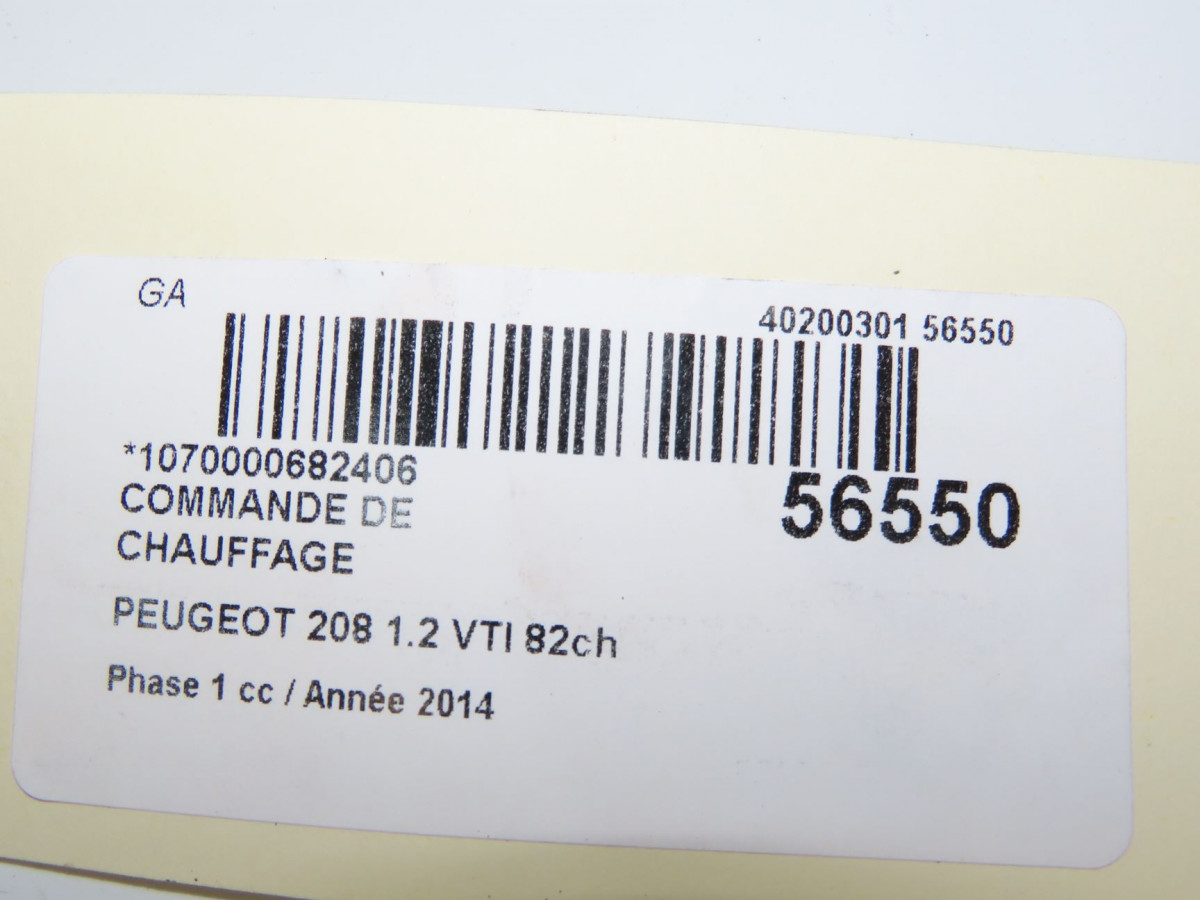 GA
40200301 56550
*1070000682406
COMMANDE DE
CHAUFFAGE
56550
PEUGEOT 208 1.2 VTI 82ch
Phase 1 cc / Année 2014